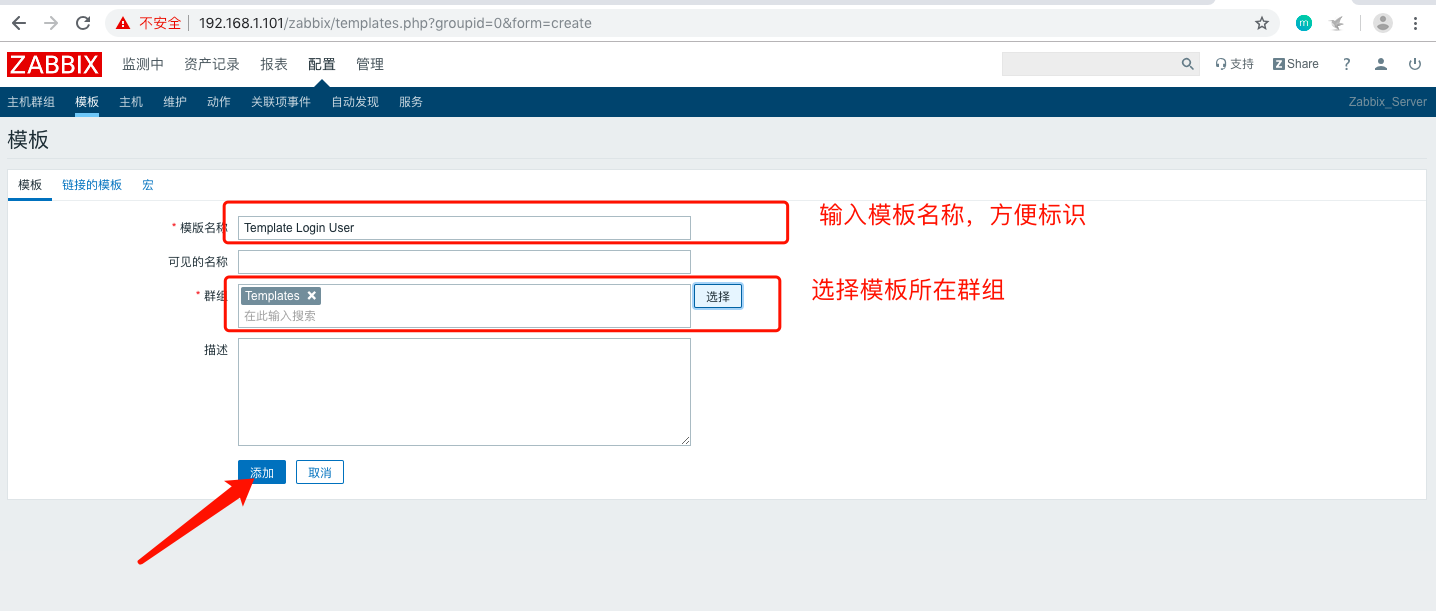 不安全 192.168.1.101/zabbix/templates.php?groupid=0&form=create
ZABBIX 监测中 资产记录 报表 配置 管理 支持 Z Share ?
主机群组 模板 主机 维护 动作 关联项事件 自动发现 服务 Zabbix_Server
模板
模板 链接的模板 宏
* 模版名称 Template Login User 输入模板名称，方便标识
可见的名称
* 群组 Templates 选择 选择模板所在群组
在此输入搜索
描述
添加 取消